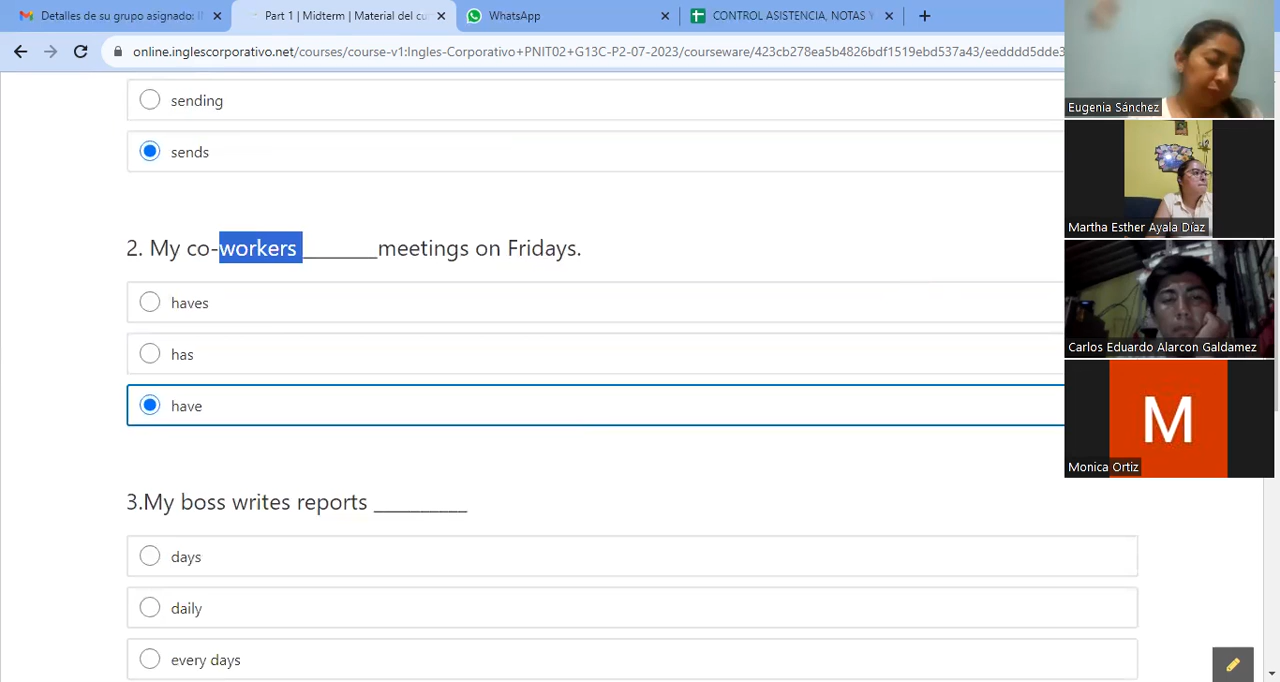 Detalles de su grupo asignado: I
Part 1 | Midterm | Material del cu
WhatsApp
CONTROL ASISTENCIA, NOTAS Y
online.inglescorporativo.net/courses/course-v1:Ingles-Corporativo+PNIT02+G13C-P2-07-2023/courseware/423cb278ea5b4826bdf1519ebd537a43/eedddd5dde3
sending
sends
2. My co-workers _______meetings on Fridays.
haves
has
have
3.My boss writes reports _________
days
daily
every days
Eugenia Sánchez
Martha Esther Ayala Díaz
Carlos Eduardo Alarcon Galdamez
M
Monica Ortiz